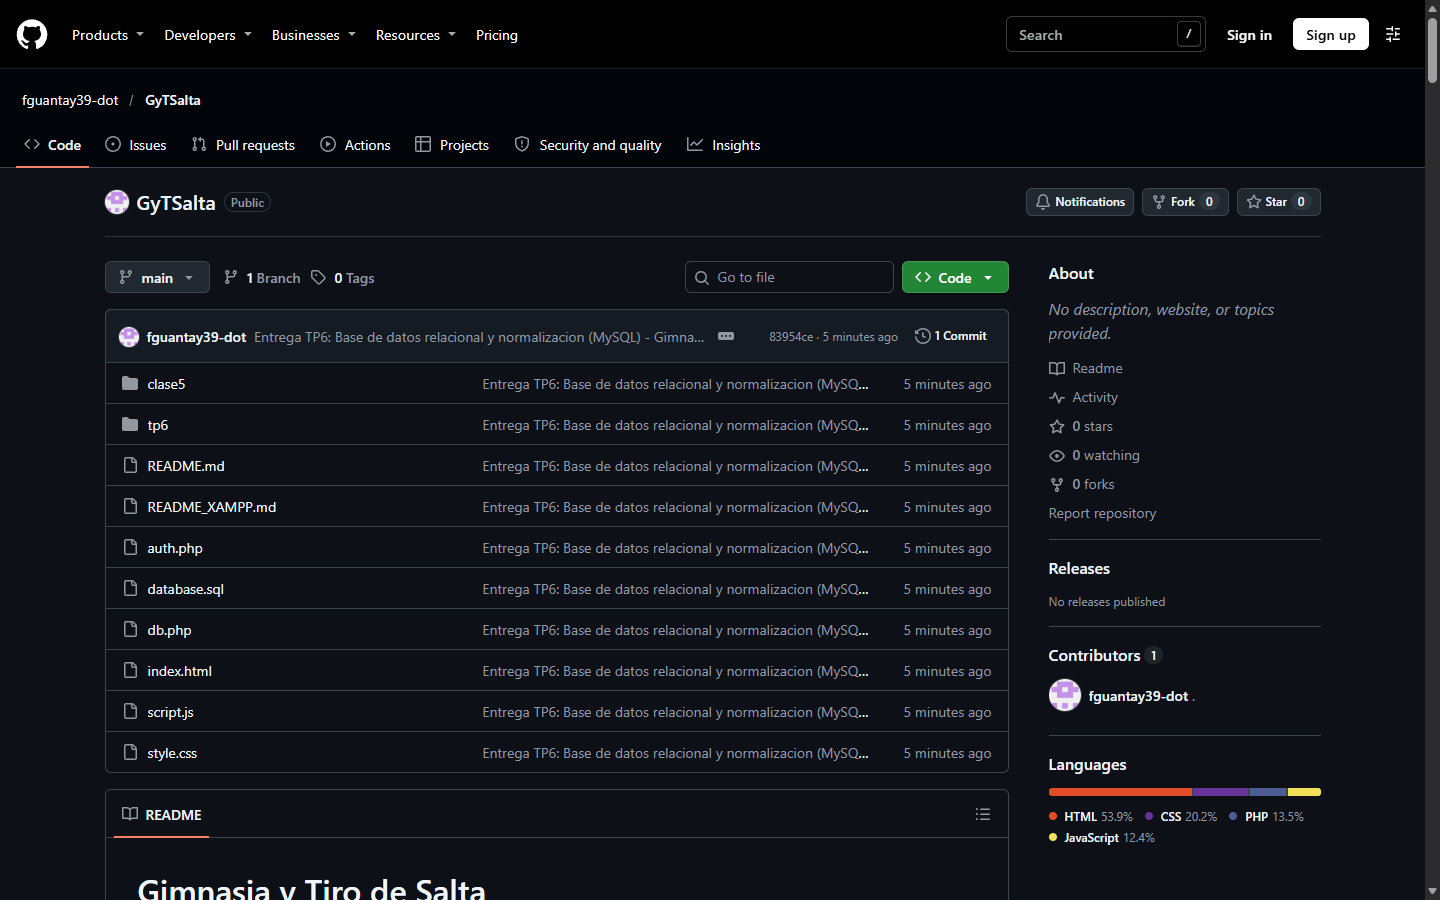 Products Developers Businesses Resources Pricing Search / Sign in Sign up
fguantay39-dot / GyTSalta
Code Issues Pull requests Actions Projects Security and quality Insights
GyTSalta Public Notifications Fork 0 Star 0
main 1 Branch 0 Tags Go to file Code
fguantay39-dot Entrega TP6: Base de datos relacional y normalizacion (MySQL) - Gimna... 83954ce · 5 minutes ago 1 Commit
clase5 Entrega TP6: Base de datos relacional y normalizacion (MySQ... 5 minutes ago
tp6 Entrega TP6: Base de datos relacional y normalizacion (MySQ... 5 minutes ago
README.md Entrega TP6: Base de datos relacional y normalizacion (MySQ... 5 minutes ago
README_XAMPP.md Entrega TP6: Base de datos relacional y normalizacion (MySQ... 5 minutes ago
auth.php Entrega TP6: Base de datos relacional y normalizacion (MySQ... 5 minutes ago
database.sql Entrega TP6: Base de datos relacional y normalizacion (MySQ... 5 minutes ago
db.php Entrega TP6: Base de datos relacional y normalizacion (MySQ... 5 minutes ago
index.html Entrega TP6: Base de datos relacional y normalizacion (MySQ... 5 minutes ago
script.js Entrega TP6: Base de datos relacional y normalizacion (MySQ... 5 minutes ago
style.css Entrega TP6: Base de datos relacional y normalizacion (MySQ... 5 minutes ago
README
Gimnasia y Tiro de Salta
About
No description, website, or topics
provided.
Readme
Activity
0 stars
0 watching
0 forks
Report repository
Releases
No releases published
Contributors 1
fguantay39-dot .
Languages
HTML 53.9% CSS 20.2% PHP 13.5%
JavaScript 12.4%